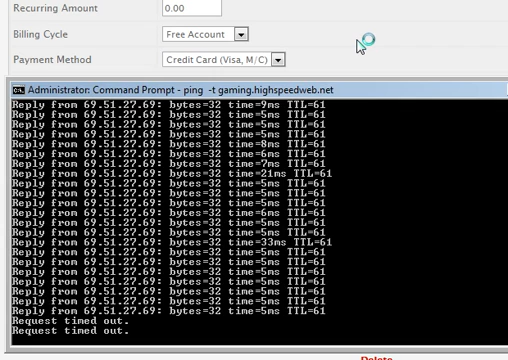 Recurring Amount 0.00
Billing Cycle Free Account
Payment Method Credit Card (Visa, M/C)
Administrator: Command Prompt - ping -t gaming.highspeedweb.net
Reply from 69.51.27.69: bytes=32 time=9ms TTL=61
Reply from 69.51.27.69: bytes=32 time=5ms TTL=61
Reply from 69.51.27.69: bytes=32 time=5ms TTL=61
Reply from 69.51.27.69: bytes=32 time=5ms TTL=61
Reply from 69.51.27.69: bytes=32 time=8ms TTL=61
Reply from 69.51.27.69: bytes=32 time=6ms TTL=61
Reply from 69.51.27.69: bytes=32 time=7ms TTL=61
Reply from 69.51.27.69: bytes=32 time=21ms TTL=61
Reply from 69.51.27.69: bytes=32 time=5ms TTL=61
Reply from 69.51.27.69: bytes=32 time=5ms TTL=61
Reply from 69.51.27.69: bytes=32 time=5ms TTL=61
Reply from 69.51.27.69: bytes=32 time=6ms TTL=61
Reply from 69.51.27.69: bytes=32 time=5ms TTL=61
Reply from 69.51.27.69: bytes=32 time=5ms TTL=61
Reply from 69.51.27.69: bytes=32 time=33ms TTL=61
Reply from 69.51.27.69: bytes=32 time=5ms TTL=61
Reply from 69.51.27.69: bytes=32 time=5ms TTL=61
Reply from 69.51.27.69: bytes=32 time=5ms TTL=61
Reply from 69.51.27.69: bytes=32 time=5ms TTL=61
Reply from 69.51.27.69: bytes=32 time=5ms TTL=61
Reply from 69.51.27.69: bytes=32 time=5ms TTL=61
Reply from 69.51.27.69: bytes=32 time=5ms TTL=61
Request timed out.
Request timed out.
Delete